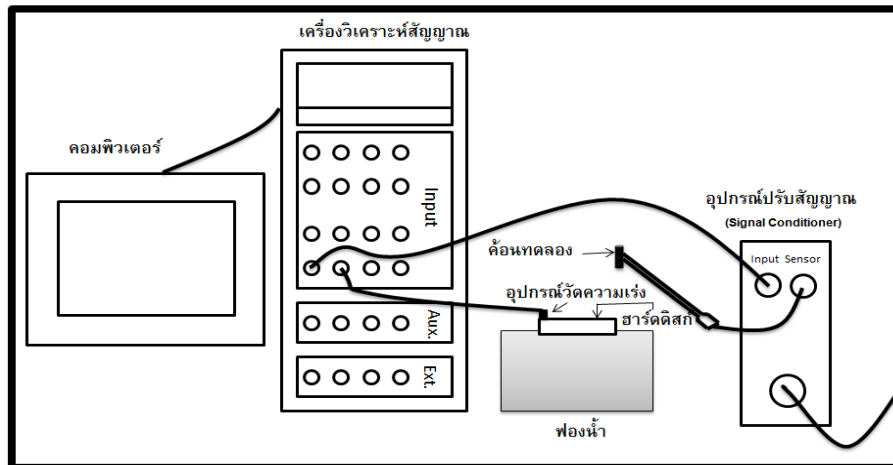 เครื่องวิเคราะห์สัญญาณ
คอมพิวเตอร์
Input
อุปกรณ์ปรับสัญญาณ
(Signal Conditioner)
ค้อนทดลอง
Input Sensor
อุปกรณ์วัดความเร่ง
ฮาร์ดดิสก์
Aux.
Ext.
ฟองน้ำ